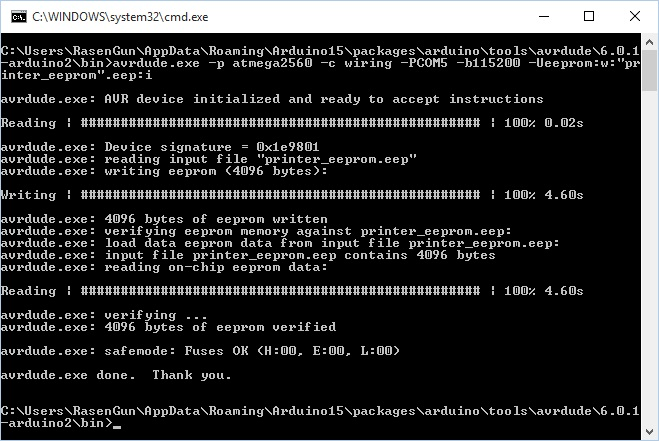 C:\WINDOWS\system32\cmd.exe
C:\Users\RasenGun\AppData\Roaming\Arduino15\packages\arduino\tools\avrdude\6.0.1
-arduino2\bin>avrdude.exe -p atmega2560 -c wiring -PCOM5 -b115200 -Ueeprom:w:"pr
inter_eeprom".eep:i
avrdude.exe: AVR device initialized and ready to accept instructions
Reading | ################################################## | 100% 0.02s
avrdude.exe: Device signature = 0x1e9801
avrdude.exe: reading input file "printer_eeprom.eep"
avrdude.exe: writing eeprom (4096 bytes):
Writing | ################################################## | 100% 4.60s
avrdude.exe: 4096 bytes of eeprom written
avrdude.exe: verifying eeprom memory against printer_eeprom.eep:
avrdude.exe: load data eeprom data from input file printer_eeprom.eep:
avrdude.exe: input file printer_eeprom.eep contains 4096 bytes
avrdude.exe: reading on-chip eeprom data:
Reading | ################################################## | 100% 4.60s
avrdude.exe: verifying ...
avrdude.exe: 4096 bytes of eeprom verified
avrdude.exe: safemode: Fuses OK (H:00, E:00, L:00)
avrdude.exe done.  Thank you.
C:\Users\RasenGun\AppData\Roaming\Arduino15\packages\arduino\tools\avrdude\6.0.1
-arduino2\bin>_